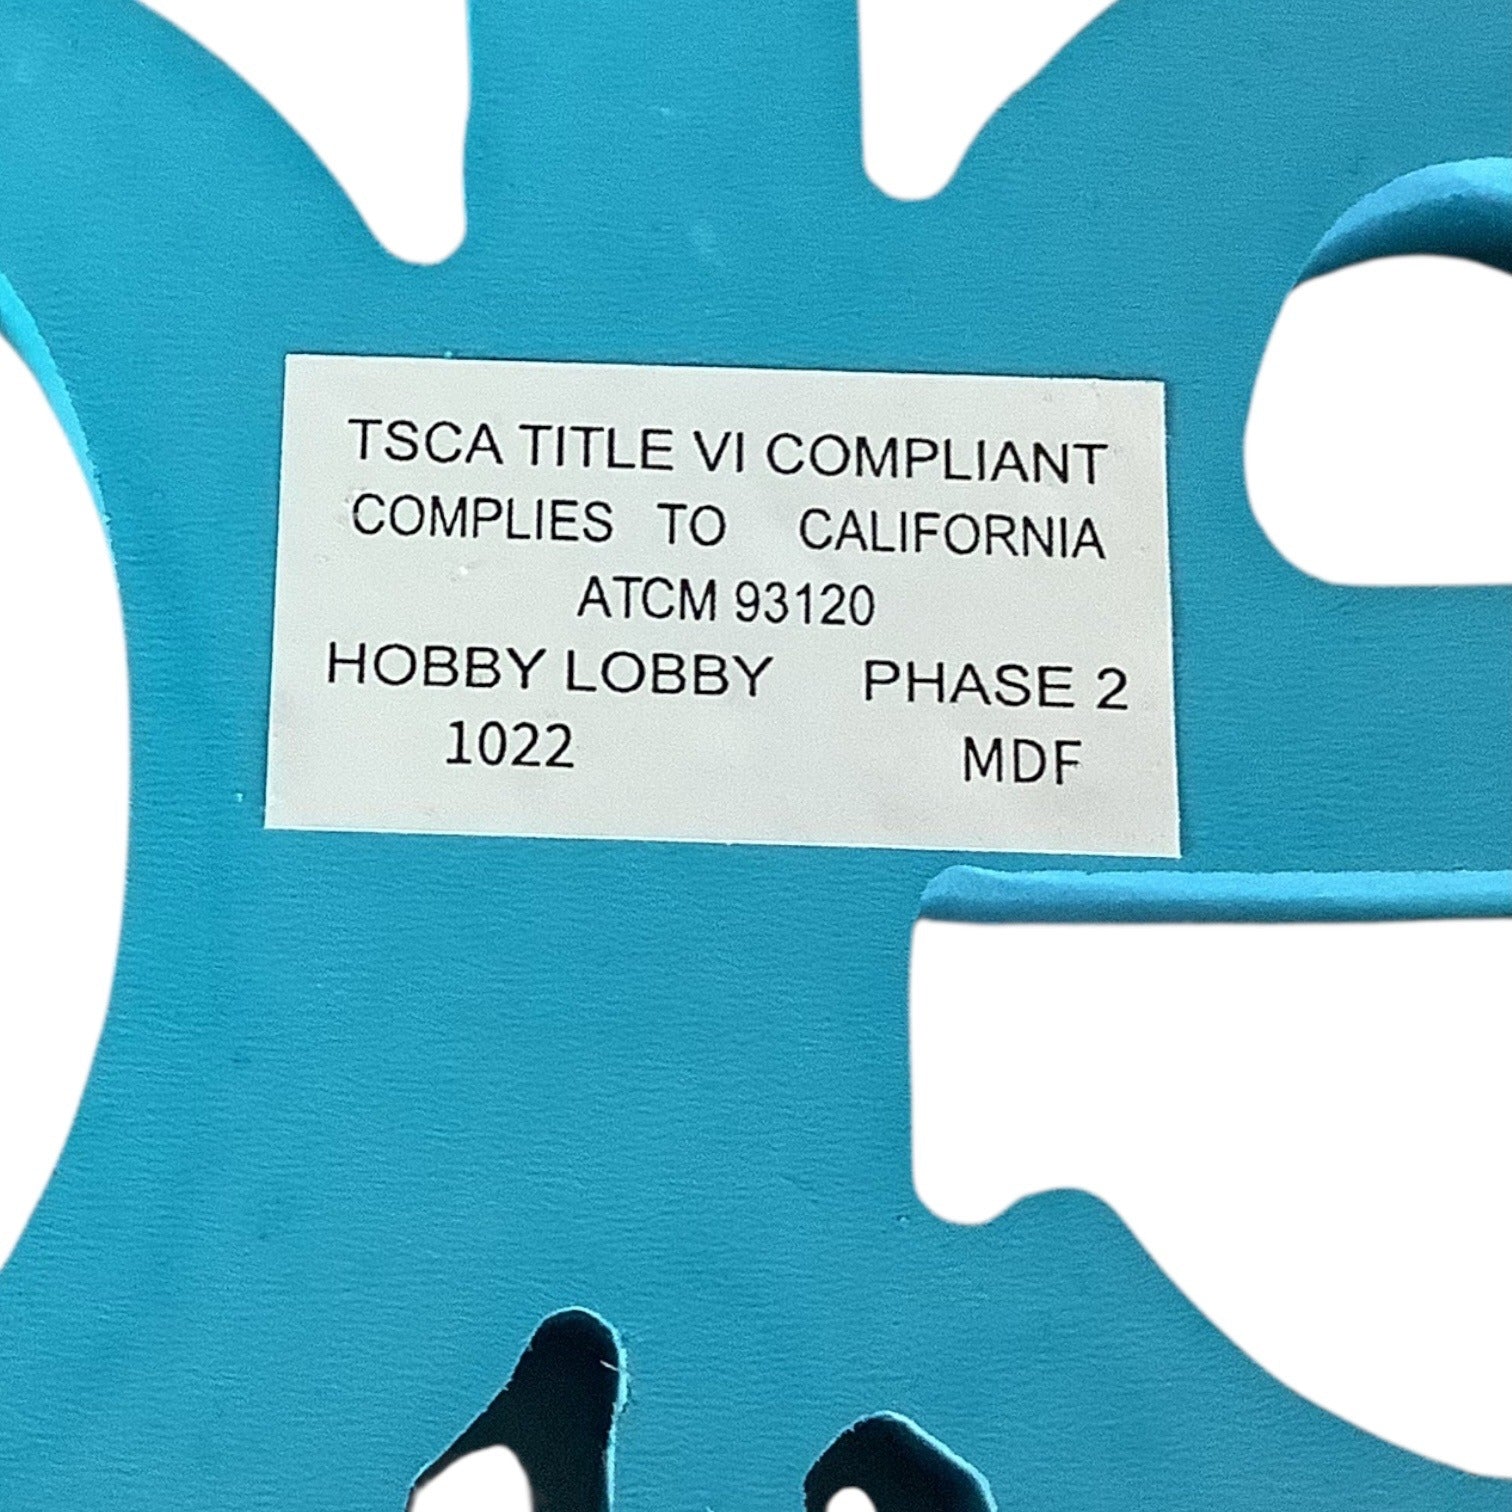 TSCA TITLE VI COMPLIANT
COMPLIES TO CALIFORNIA
ATCM 93120
HOBBY LOBBY PHASE 2
1022 MDF